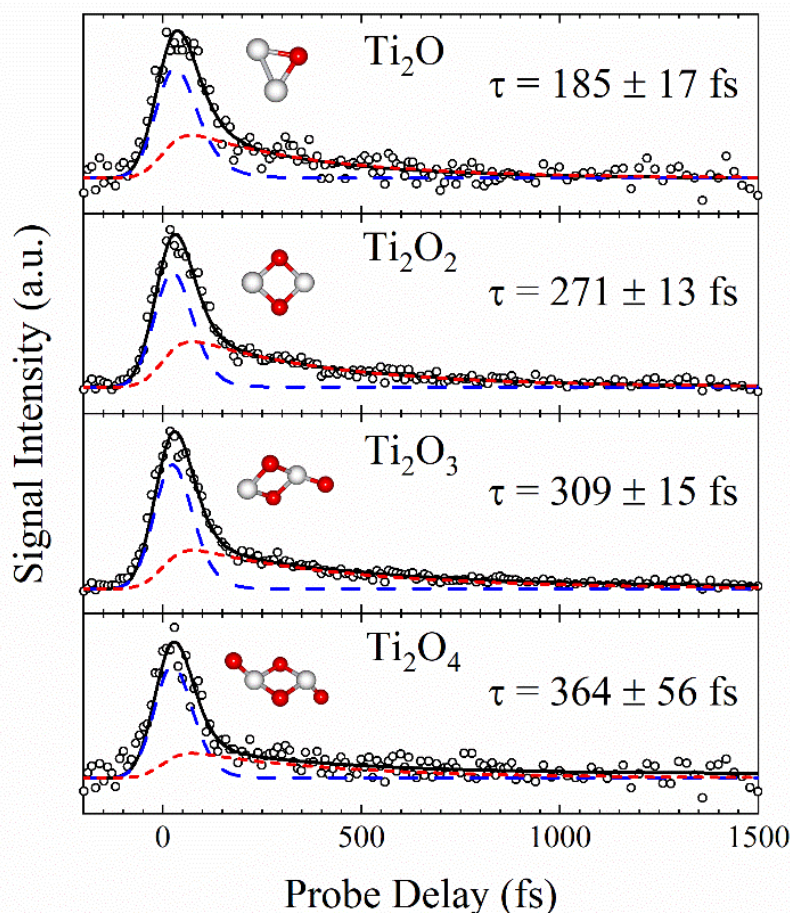 Ti₂O
τ = 185 ± 17 fs
Ti₂O₂
τ = 271 ± 13 fs
Ti₂O₃
τ = 309 ± 15 fs
Ti₂O₄
τ = 364 ± 56 fs
Signal Intensity (a.u.)
0 500 1000 1500
Probe Delay (fs)